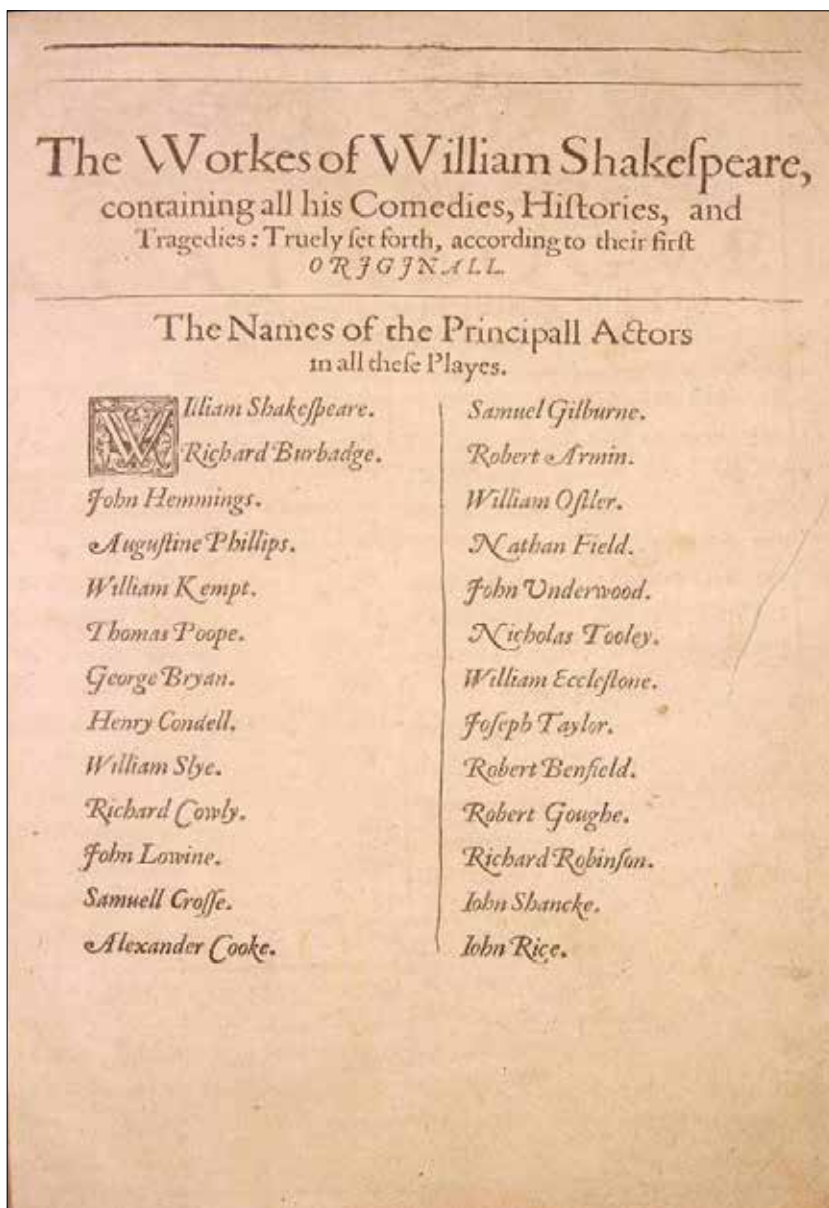 The Workes of William Shakeſpeare,
containing all his Comedies, Hiſtories, and
Tragedies: Truely ſet forth, according to their firſt
ORJGJNALL.
The Names of the Principall Actors
in all theſe Playes.
William Shakeſpeare.
Richard Burbadge.
John Hemmings.
Auguſtine Phillips.
William Kempt.
Thomas Poope.
George Bryan.
Henry Condell.
William Slye.
Richard Cowly.
John Lowine.
Samuell Croſſe.
Alexander Cooke.
Samuel Gilburne.
Robert Armin.
William Oſtler.
Nathan Field.
John Underwood.
Nicholas Tooley.
William Eccleſtone.
Joſeph Taylor.
Robert Benfield.
Robert Goughe.
Richard Robinſon.
Iohn Shancke.
Iohn Rice.